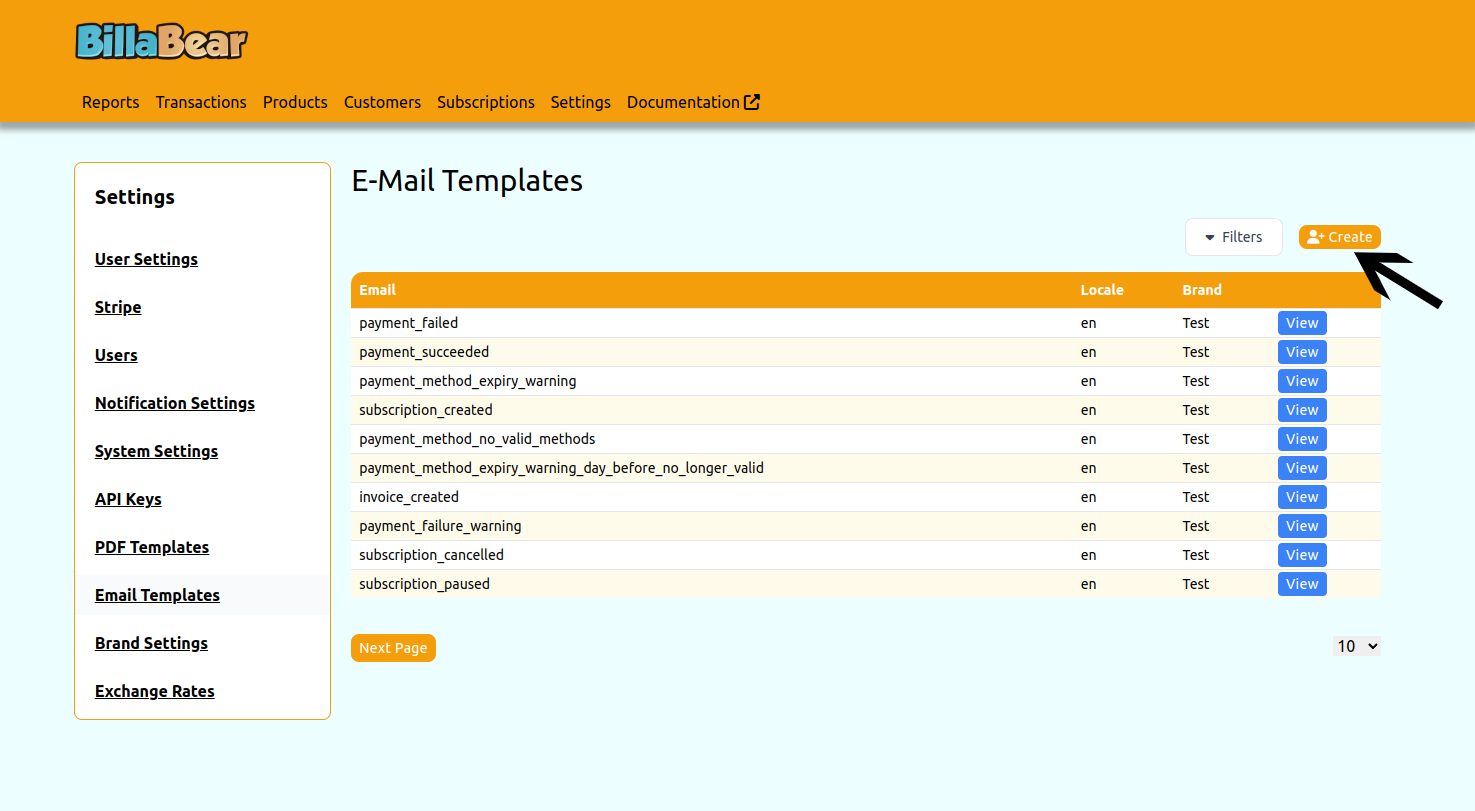 BillaBear
Reports Transactions Products Customers Subscriptions Settings Documentation
Settings
User Settings
Stripe
Users
Notification Settings
System Settings
API Keys
PDF Templates
Email Templates
Brand Settings
Exchange Rates
E-Mail Templates
Filters Create
Email Locale Brand
payment_failed en Test View
payment_succeeded en Test View
payment_method_expiry_warning en Test View
subscription_created en Test View
payment_method_no_valid_methods en Test View
payment_method_expiry_warning_day_before_no_longer_valid en Test View
invoice_created en Test View
payment_failure_warning en Test View
subscription_cancelled en Test View
subscription_paused en Test View
Next Page 10